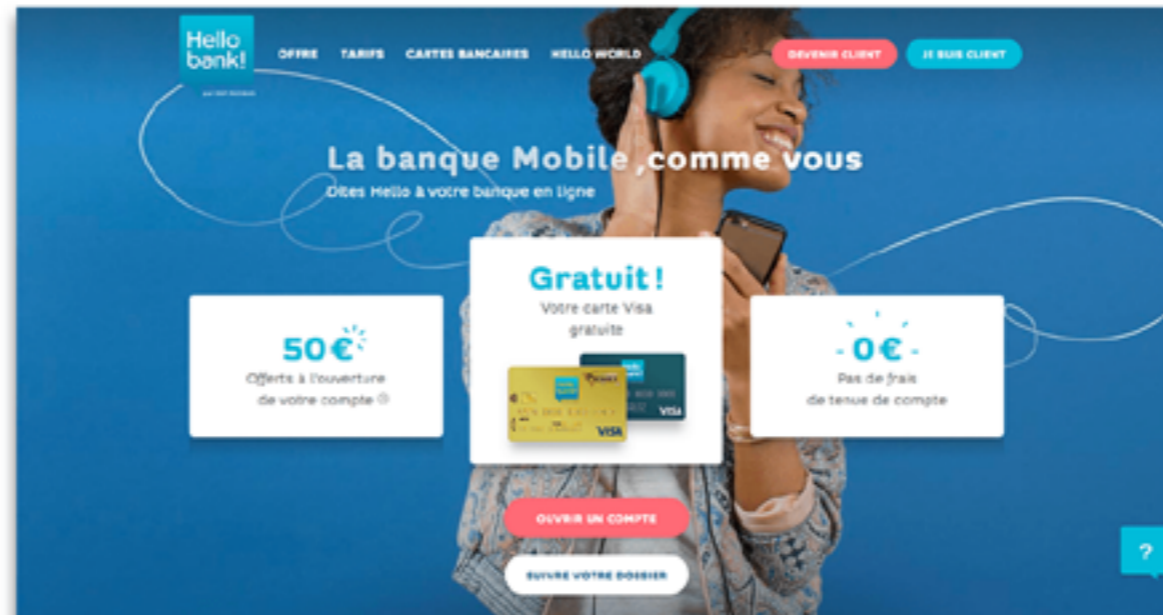 Hello
bank!
OFFRE TARIFS CARTES BANCAIRES HELLO WORLD DEVENIR CLIENT JE SUIS CLIENT
La banque Mobile ,comme vous
Dites Hello à votre banque en ligne
Gratuit !
Votre carte Visa
gratuite
50 €
Offerts à l'ouverture
de votre compte
- 0 € -
Pas de frais
de tenue de compte
VISA
VISA
OUVRIR UN COMPTE
SUIVRE VOTRE DOSSIER
?